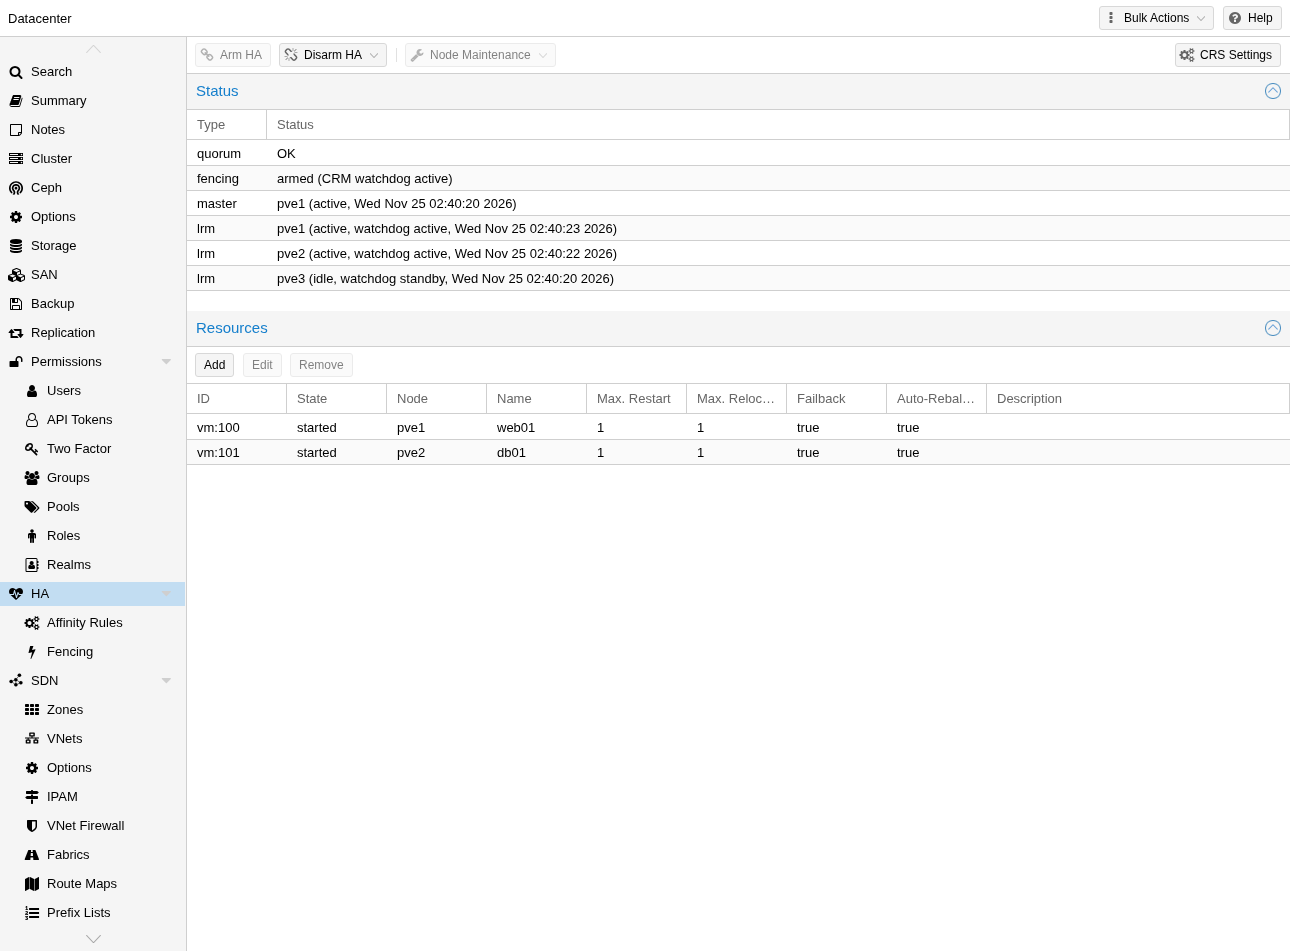 Datacenter
Bulk Actions
Help
Search
Summary
Notes
Cluster
Ceph
Options
Storage
SAN
Backup
Replication
Permissions
Users
API Tokens
Two Factor
Groups
Pools
Roles
Realms
HA
Affinity Rules
Fencing
SDN
Zones
VNets
Options
IPAM
VNet Firewall
Fabrics
Route Maps
Prefix Lists
Arm HA
Disarm HA
Node Maintenance
CRS Settings
Status
Type Status
quorum OK
fencing armed (CRM watchdog active)
master pve1 (active, Wed Nov 25 02:40:20 2026)
lrm pve1 (active, watchdog active, Wed Nov 25 02:40:23 2026)
lrm pve2 (active, watchdog active, Wed Nov 25 02:40:22 2026)
lrm pve3 (idle, watchdog standby, Wed Nov 25 02:40:20 2026)
Resources
Add Edit Remove
ID State Node Name Max. Restart Max. Reloc... Failback Auto-Rebal... Description
vm:100 started pve1 web01 1 1 true true
vm:101 started pve2 db01 1 1 true true